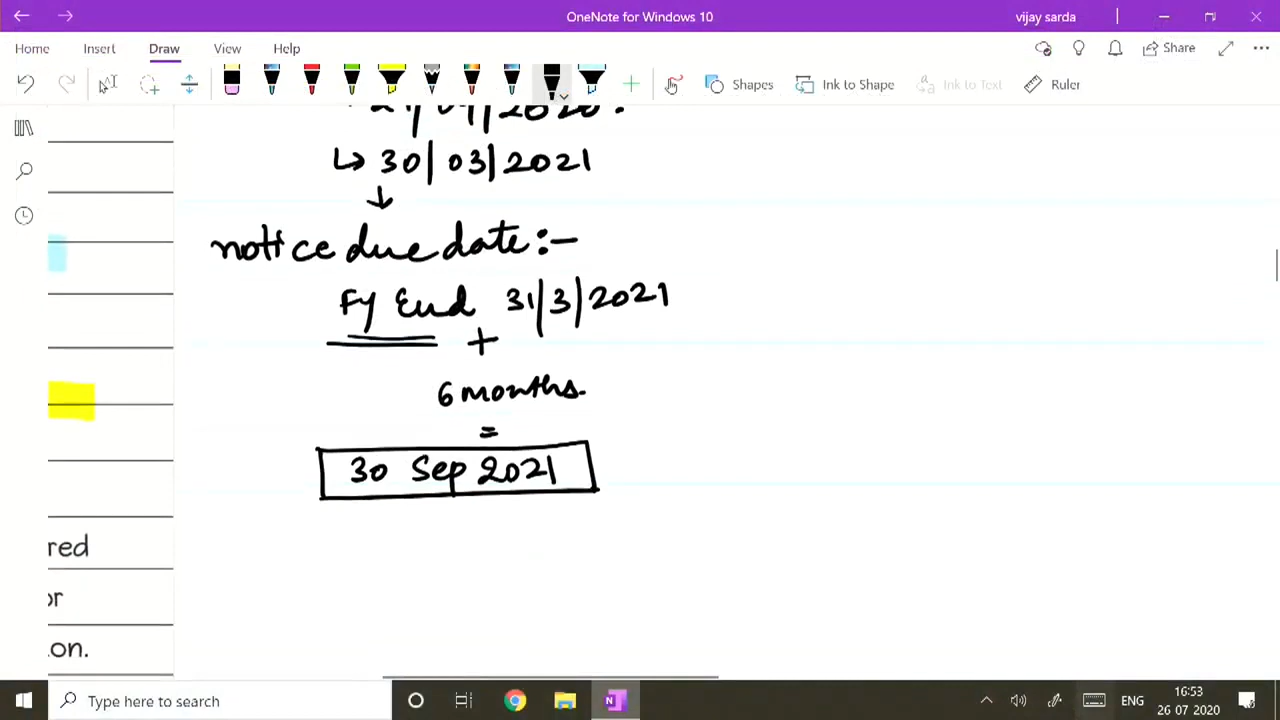 OneNote for Windows 10
vijay sarda
Home Insert Draw View Help
Share
Shapes
Ink to Shape
Ink to Text
Ruler
↳ 30/03/2021
↓
notice due date:-
Fy End 31/3/2021
+
6 months.
=
30 Sep 2021
red
or
on.
Type here to search
ENG
16:53
26-07-2020